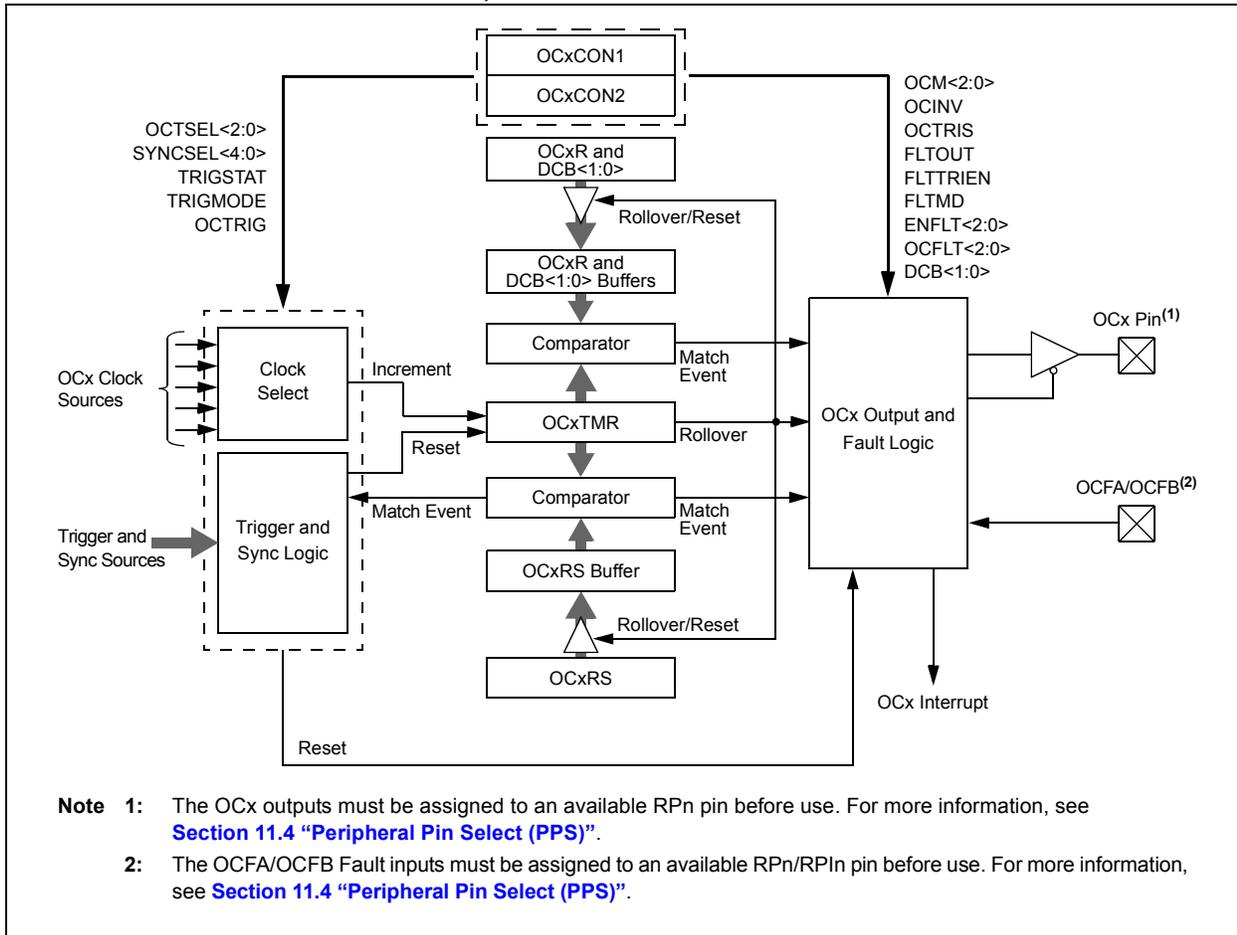 OCxCON1
OCxCON2
OCTSEL<2:0>
SYNCSEL<4:0>
TRIGSTAT
TRIGMODE
OCTRIG
OCM<2:0>
OCINV
OCTRIS
FLTOUT
FLTTRIEN
FLTMD
ENFLT<2:0>
OCFLT<2:0>
DCB<1:0>
OCxR and
DCB<1:0>
Rollover/Reset
OCxR and
DCB<1:0> Buffers
Comparator
Match
Event
OCx Clock
Sources
Clock
Select
Increment
OCxTMR
Rollover
Reset
OCx Output and
Fault Logic
OCx Pin(1)
OCFA/OCFB(2)
Comparator
Match Event
Match
Event
Trigger and
Sync Sources
Trigger and
Sync Logic
OCxRS Buffer
Rollover/Reset
OCxRS
OCx Interrupt
Reset
Note 1: The OCx outputs must be assigned to an available RPn pin before use. For more information, see
Section 11.4 “Peripheral Pin Select (PPS)”.
2: The OCFA/OCFB Fault inputs must be assigned to an available RPn/RPIn pin before use. For more information,
see Section 11.4 “Peripheral Pin Select (PPS)”.